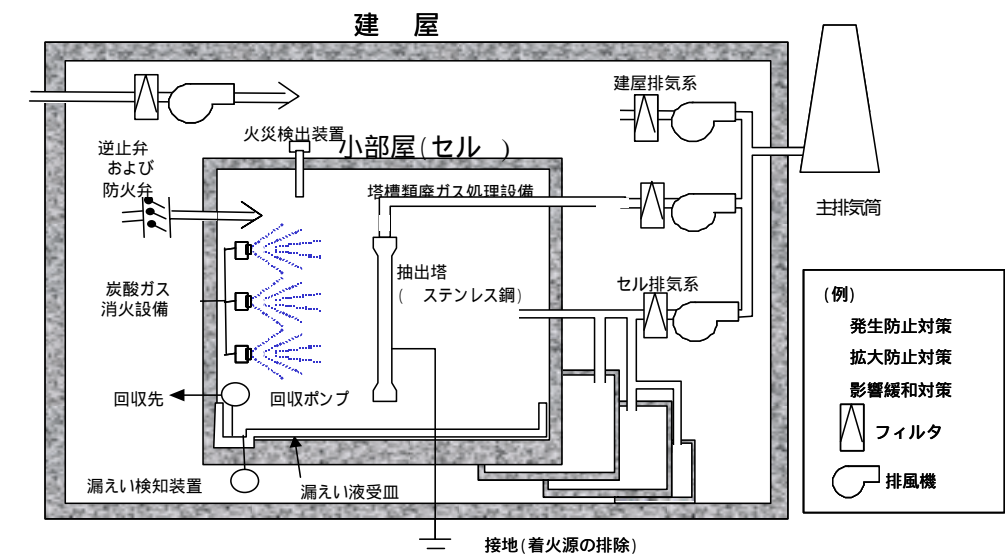 建 屋
建屋排気系
火災検出装置
小部屋(セル )
逆止弁
および
防火弁
塔槽類廃ガス処理設備
主排気筒
抽出塔
( ステンレス鋼)
セル排気系
炭酸ガス
消火設備
回収先
回収ポンプ
漏えい検知装置
漏えい液受皿
接地(着火源の排除)
(例)
発生防止対策
拡大防止対策
影響緩和対策
フィルタ
排風機